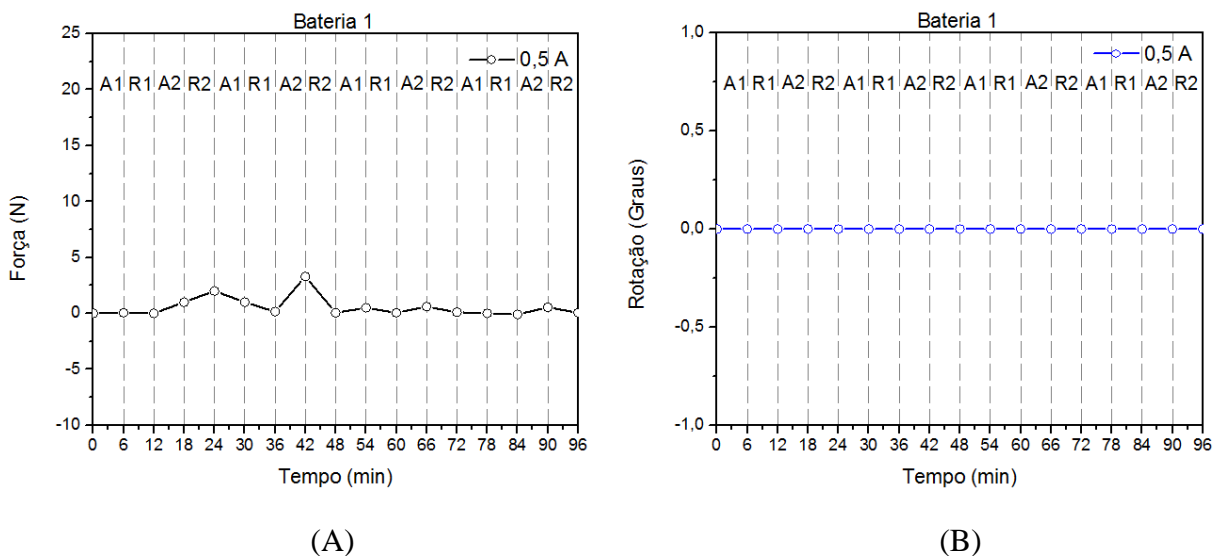 Bateria 1
0,5 A
A1 R1 A2 R2 A1 R1 A2 R2 A1 R1 A2 R2 A1 R1 A2 R2
25
20
15
10
5
0
-5
-10
Força (N)
0 6 12 18 24 30 36 42 48 54 60 66 72 78 84 90 96
Tempo (min)
(A)
Bateria 1
0,5 A
A1 R1 A2 R2 A1 R1 A2 R2 A1 R1 A2 R2 A1 R1 A2 R2
1,0
0,5
0,0
-0,5
-1,0
Rotação (Graus)
0 6 12 18 24 30 36 42 48 54 60 66 72 78 84 90 96
Tempo (min)
(B)